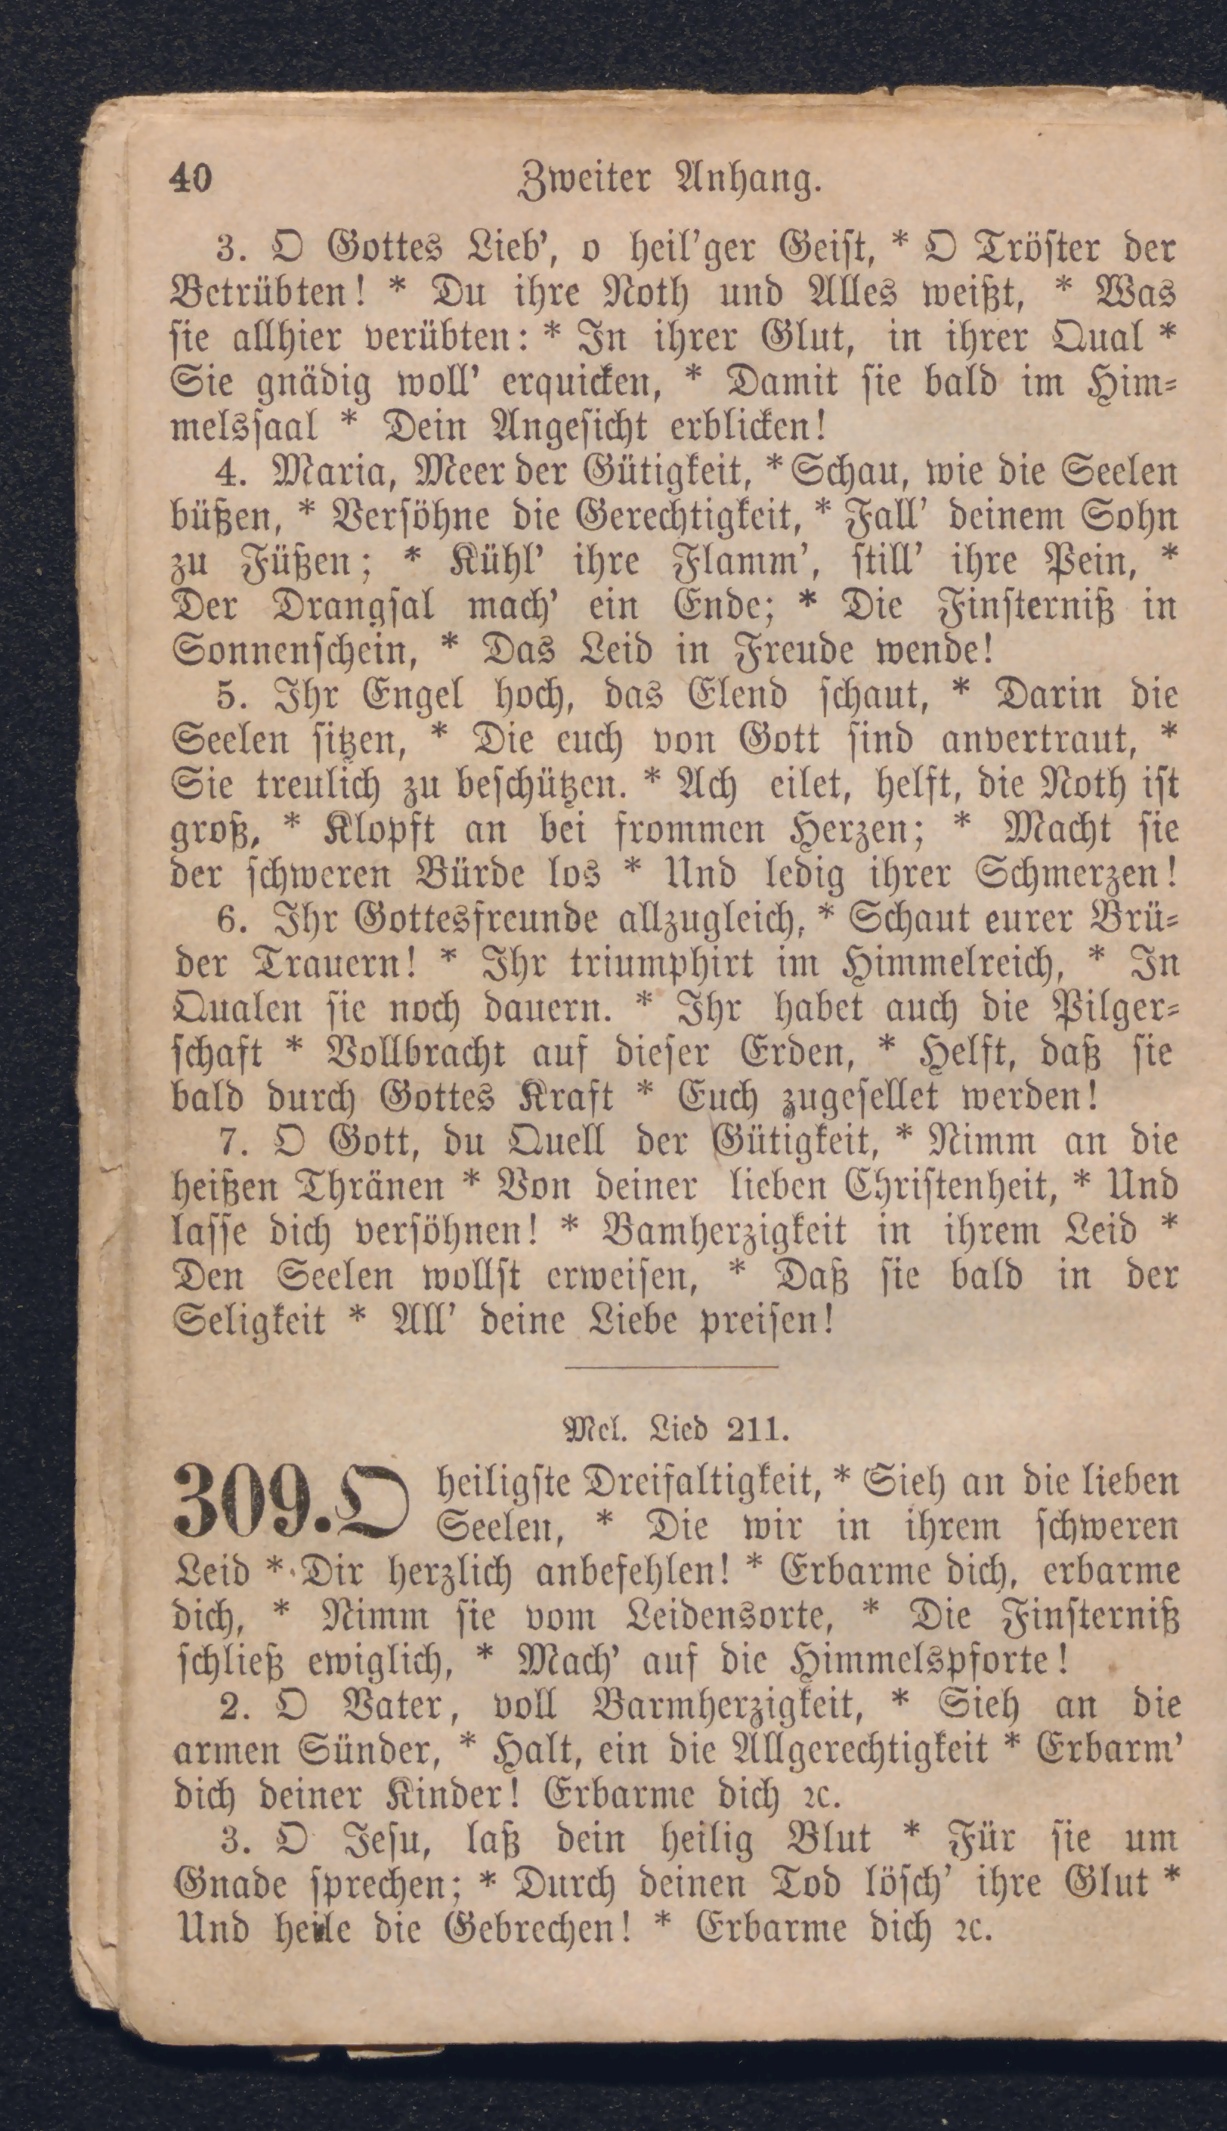 40 Zweiter Anhang.
3. O Gottes Lieb', o heil'ger Geist, * O Tröster der
Betrübten! * Du ihre Noth und Alles weißt, * Was
sie allhier verübten: * In ihrer Glut, in ihrer Qual *
Sie gnädig woll' erquicken, * Damit sie bald im Him-
melssaal * Dein Angesicht erblicken!
4. Maria, Meer der Gütigkeit, * Schau, wie die Seelen
büßen, * Versöhne die Gerechtigkeit, * Fall' deinem Sohn
zu Füßen; * Kühl' ihre Flamm', still' ihre Pein, *
Der Drangsal mach' ein Ende; * Die Finsterniß in
Sonnenschein, * Das Leid in Freude wende!
5. Ihr Engel hoch, das Elend schaut, * Darin die
Seelen sitzen, * Die euch von Gott sind anvertraut, *
Sie treulich zu beschützen. * Ach eilet, helft, die Noth ist
groß, * Klopft an bei frommen Herzen; * Macht sie
der schweren Bürde los * Und ledig ihrer Schmerzen!
6. Ihr Gottesfreunde allzugleich, * Schaut eurer Brü-
der Trauern! * Ihr triumphirt im Himmelreich, * In
Qualen sie noch dauern. * Ihr habet auch die Pilger-
schaft * Vollbracht auf dieser Erden, * Helft, daß sie
bald durch Gottes Kraft * Euch zugesellet werden!
7. O Gott, du Quell der Gütigkeit, * Nimm an die
heißen Thränen * Von deiner lieben Christenheit, * Und
lasse dich versöhnen! * Bamherzigkeit in ihrem Leid *
Den Seelen wollst erweisen, * Daß sie bald in der
Seligkeit * All' deine Liebe preisen!
Mel. Lied 211.
309. O heiligste Dreifaltigkeit, * Sieh an die lieben
Seelen, * Die wir in ihrem schweren
Leid * Dir herzlich anbefehlen! * Erbarme dich, erbarme
dich, * Nimm sie vom Leidensorte, * Die Finsterniß
schließ ewiglich, * Mach' auf die Himmelspforte!
2. O Vater, voll Barmherzigkeit, * Sieh an die
armen Sünder, * Halt, ein die Allgerechtigkeit * Erbarm'
dich deiner Kinder! Erbarme dich ꝛc.
3. O Jesu, laß dein heilig Blut * Für sie um
Gnade sprechen; * Durch deinen Tod lösch' ihre Glut *
Und heile die Gebrechen! * Erbarme dich ꝛc.